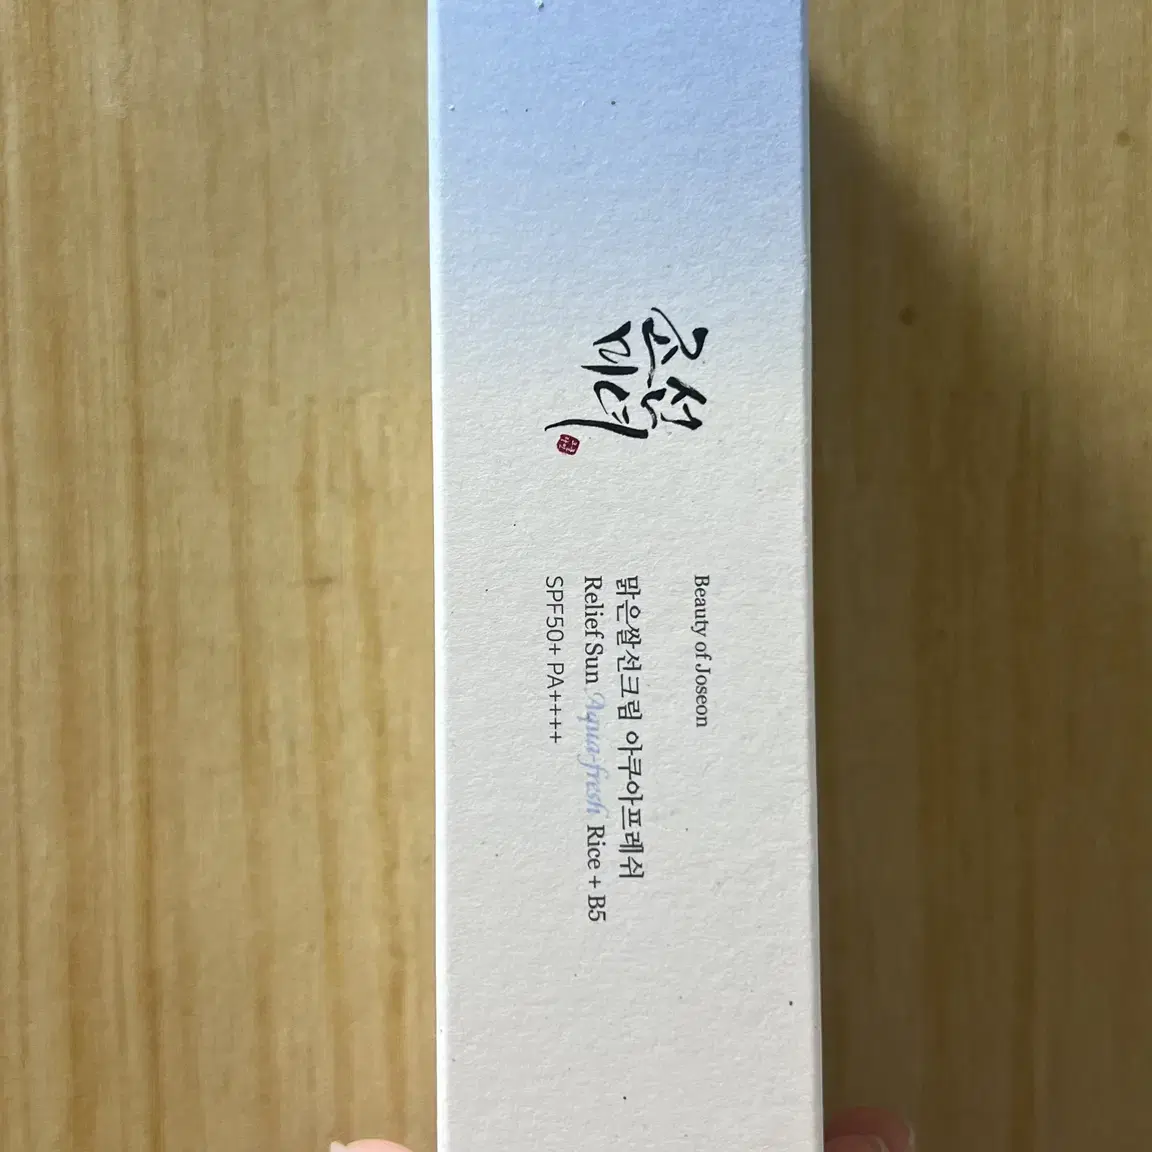 조선
미녀
Beauty of Joseon
맑은쌀선크림 아쿠아프레쉬
Relief Sun Aqua-fresh Rice + B5
SPF50+ PA++++